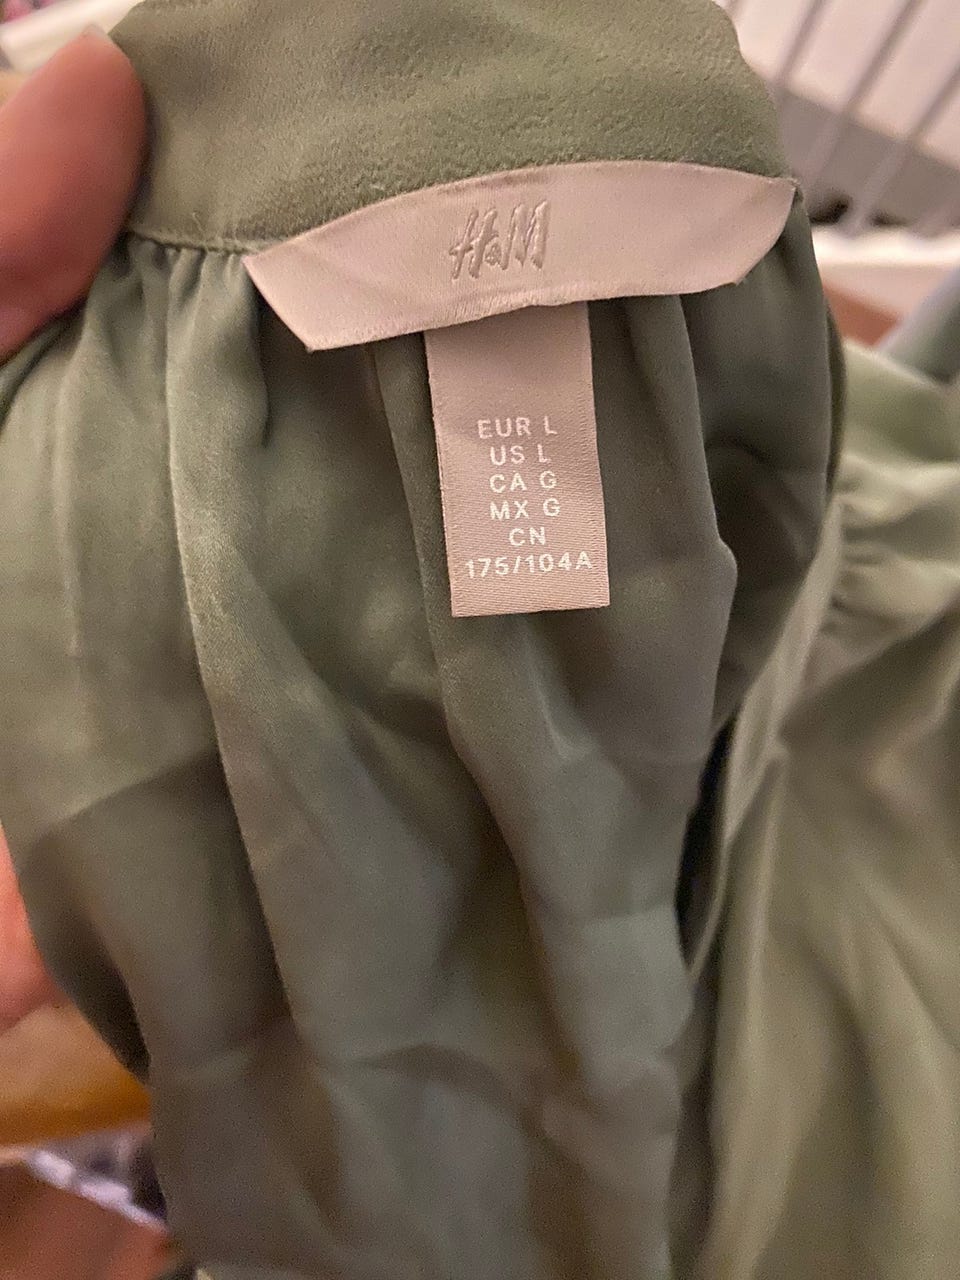 H&M
EUR L
US L
CA G
MX G
CN
175/104A